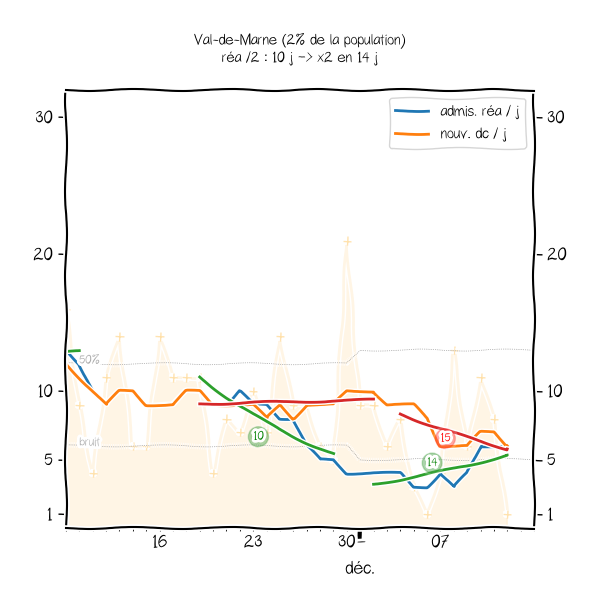 Val-de-Marne (2% de la population)
réa /2 : 10 j -> x2 en 14 j
admis. réa / j
nouv. dc / j
30 30
20 20
50%
10 10
15
10
bruit
14
5 5
1 1
16 23 30 07
déc.